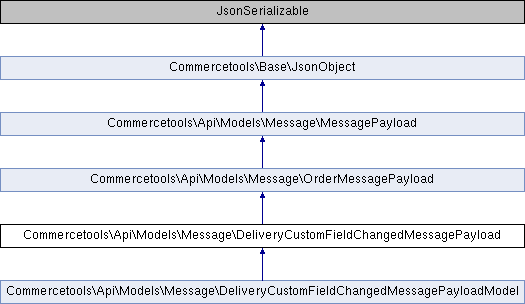 JsonSerializable
Commercetools\Base\JsonObject
Commercetools\Api\Models\Message\MessagePayload
Commercetools\Api\Models\Message\OrderMessagePayload
Commercetools\Api\Models\Message\DeliveryCustomFieldChangedMessagePayload
Commercetools\Api\Models\Message\DeliveryCustomFieldChangedMessagePayloadModel